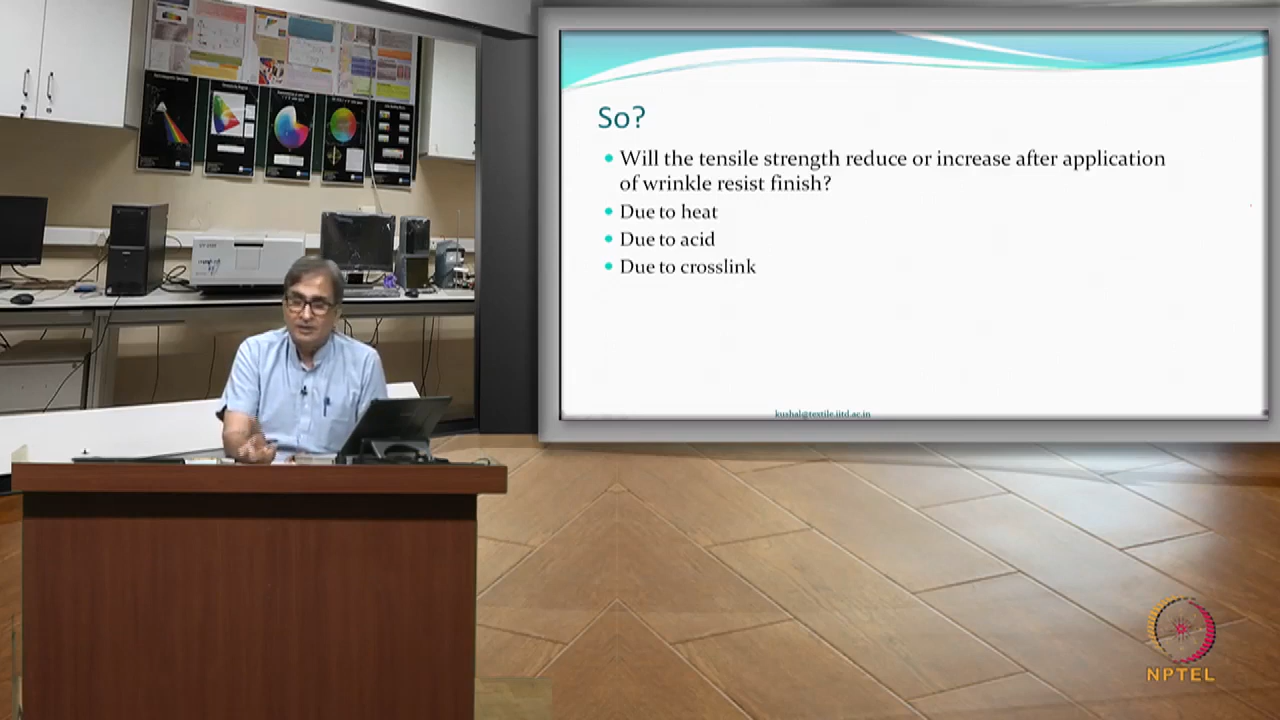 So?
Will the tensile strength reduce or increase after application
of wrinkle resist finish?
Due to heat
Due to acid
Due to crosslink
kushal@textile.iitd.ac.in
NPTEL